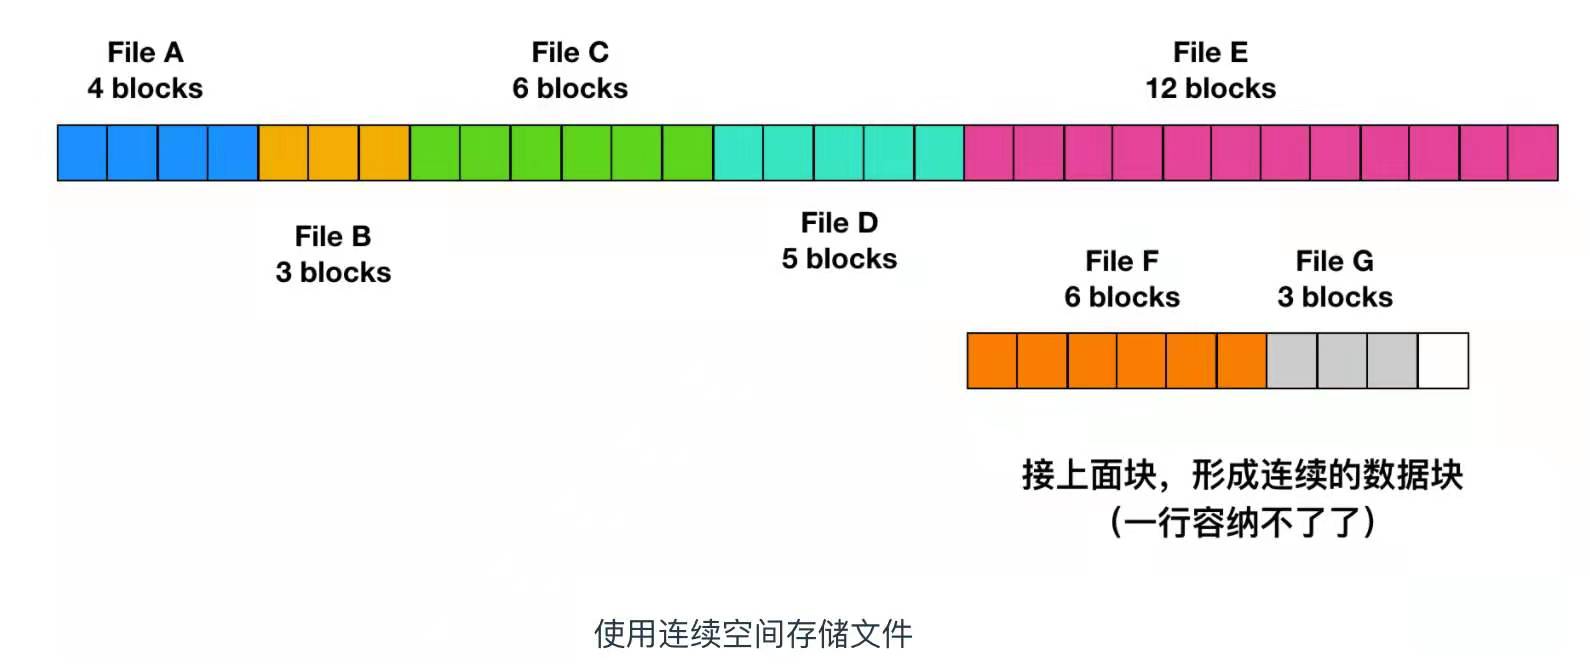 File A
4 blocks
File C
6 blocks
File E
12 blocks
File B
3 blocks
File D
5 blocks
File F
6 blocks
File G
3 blocks
接上面块，形成连续的数据块
（一行容纳不了了）
使用连续空间存储文件